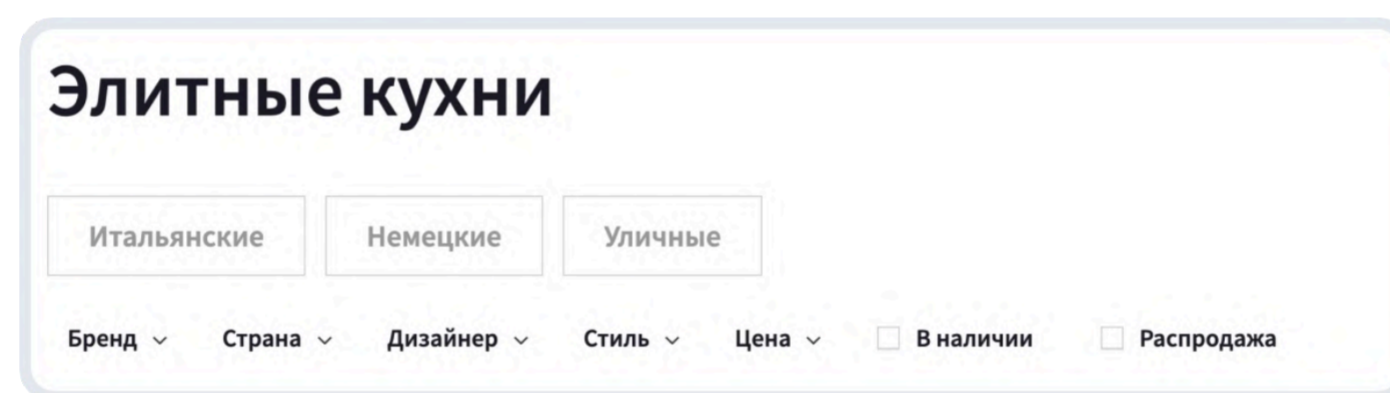 Элитные кухни
Итальянские Немецкие Уличные
Бренд Страна Дизайнер Стиль Цена В наличии Распродажа